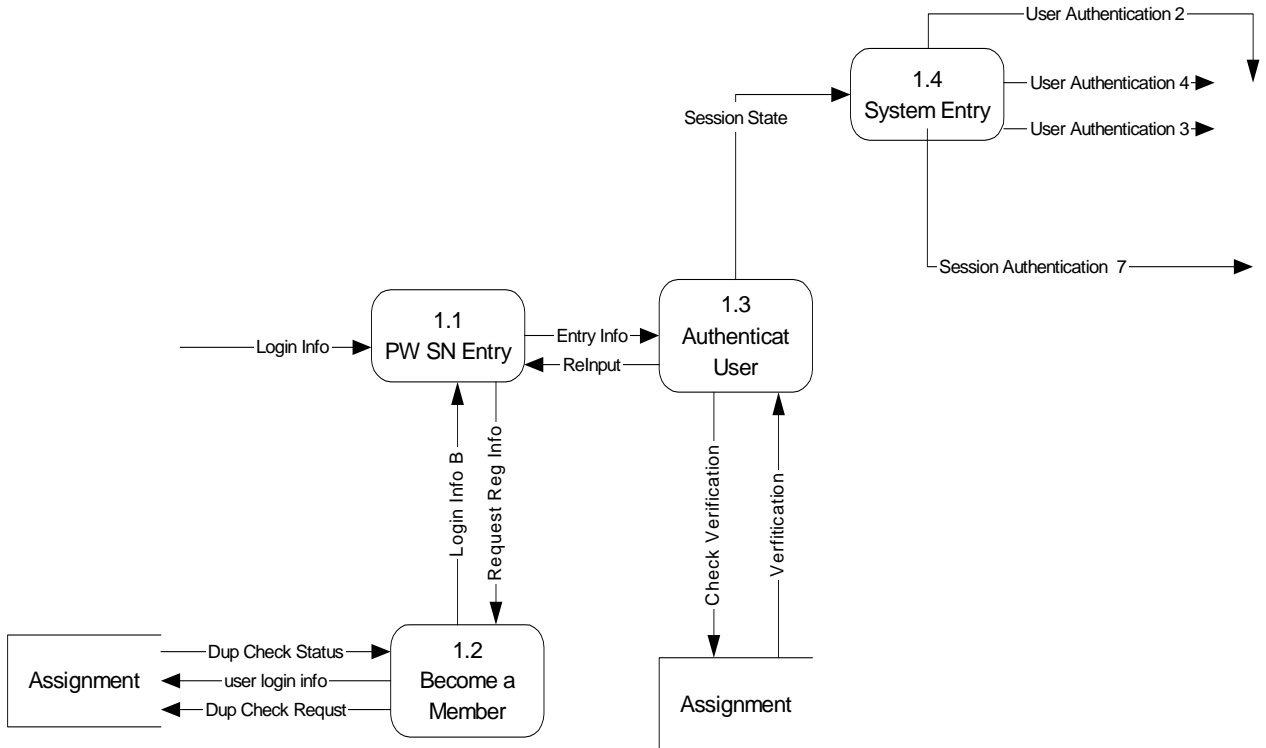 User Authentication 2
1.4
System Entry
User Authentication 4
User Authentication 3
Session State
Session Authentication 7
1.1
PW SN Entry
Login Info
Entry Info
ReInput
1.3
Authenticat
User
Login Info B
Request Reg Info
Check Verification
Verfitication
Assignment
Dup Check Status
user login info
Dup Check Requst
1.2
Become a
Member
Assignment